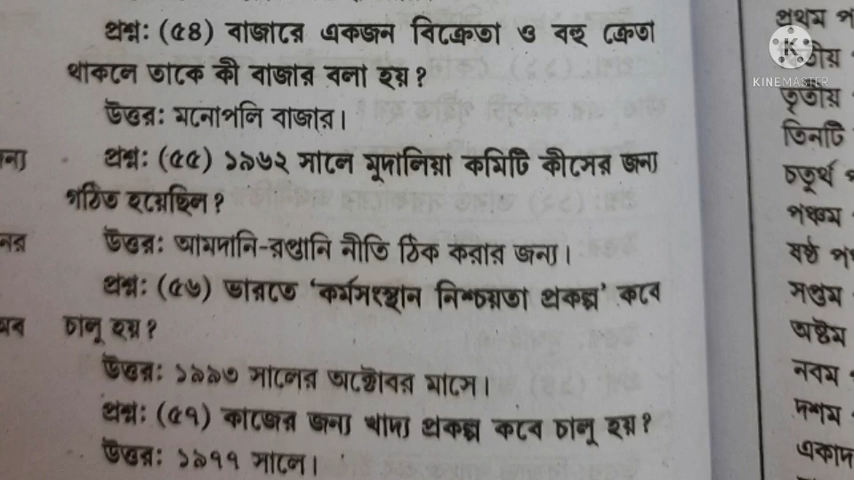 প্রশ্ন: (৫৪) বাজারে একজন বিক্রেতা ও বহু ক্রেতা
থাকলে তাকে কী বাজার বলা হয়?
উত্তর: মনোপলি বাজার।
প্রশ্ন: (৫৫) ১৯৬২ সালে মুদালিয়া কমিটি কীসের জন্য
গঠিত হয়েছিল?
উত্তর: আমদানি-রপ্তানি নীতি ঠিক করার জন্য।
প্রশ্ন: (৫৬) ভারতে ‘কর্মসংস্থান নিশ্চয়তা প্রকল্প’ কবে
চালু হয়?
উত্তর: ১৯৯৩ সালের অক্টোবর মাসে।
প্রশ্ন: (৫৭) কাজের জন্য খাদ্য প্রকল্প কবে চালু হয়?
উত্তর: ১৯৭৭ সালে।
প্রথম
তৃতীয়
তিনটি
চতুর্থ
পঞ্চম
ষষ্ঠ
সপ্তম
অষ্টম
নবম
দশম
KINEMASTER